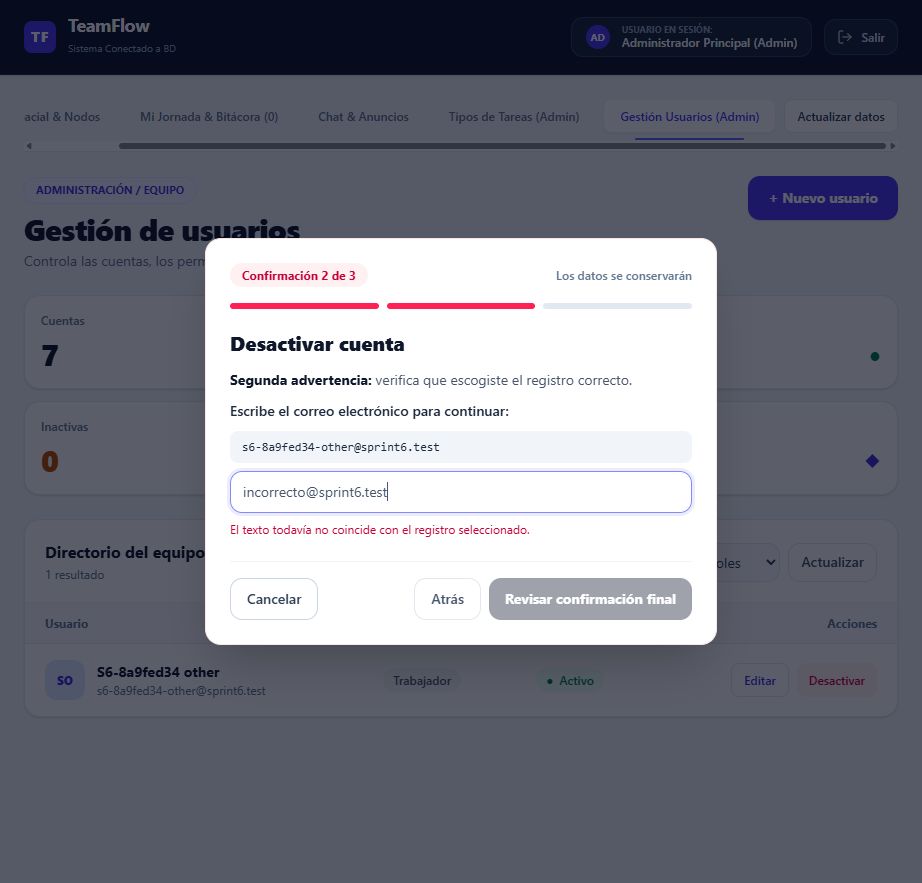 TF
TeamFlow
Sistema Conectado a BD
AD
USUARIO EN SESIÓN:
Administrador Principal (Admin)
Salir
acial & Nodos
Mi Jornada & Bitácora (0)
Chat & Anuncios
Tipos de Tareas (Admin)
Gestión Usuarios (Admin)
Actualizar datos
ADMINISTRACIÓN / EQUIPO
+ Nuevo usuario
Gestión de usuarios
Controla las cuentas, los perm
Cuentas
7
Inactivas
0
Confirmación 2 de 3
Los datos se conservarán
Desactivar cuenta
Segunda advertencia: verifica que escogiste el registro correcto.
Escribe el correo electrónico para continuar:
s6-8a9fed34-other@sprint6.test
incorrecto@sprint6.test
El texto todavía no coincide con el registro seleccionado.
Cancelar
Atrás
Revisar confirmación final
Directorio del equipo
1 resultado
oles
Actualizar
Usuario
Acciones
SO
S6-8a9fed34 other
s6-8a9fed34-other@sprint6.test
Trabajador
Activo
Editar
Desactivar